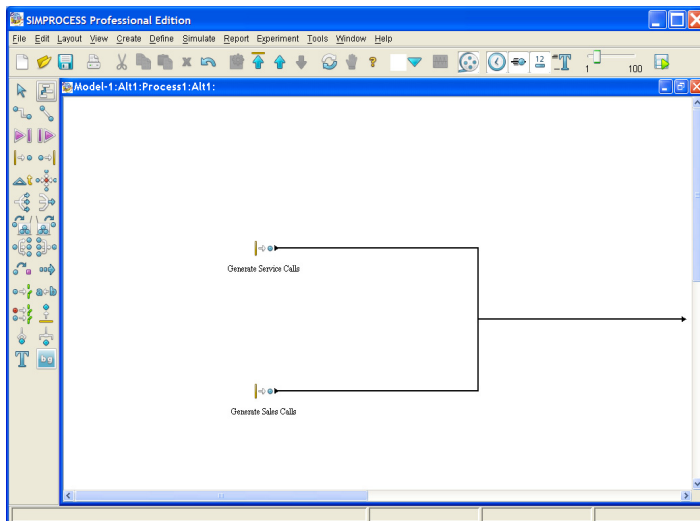 SIMPROCESS Professional Edition
File Edit Layout View Create Define Simulate Report Experiment Tools Window Help
12
T
1
100
Model-1:Alt1:Process1:Alt1:
Generate Service Calls
Generate Sales Calls
T
bg